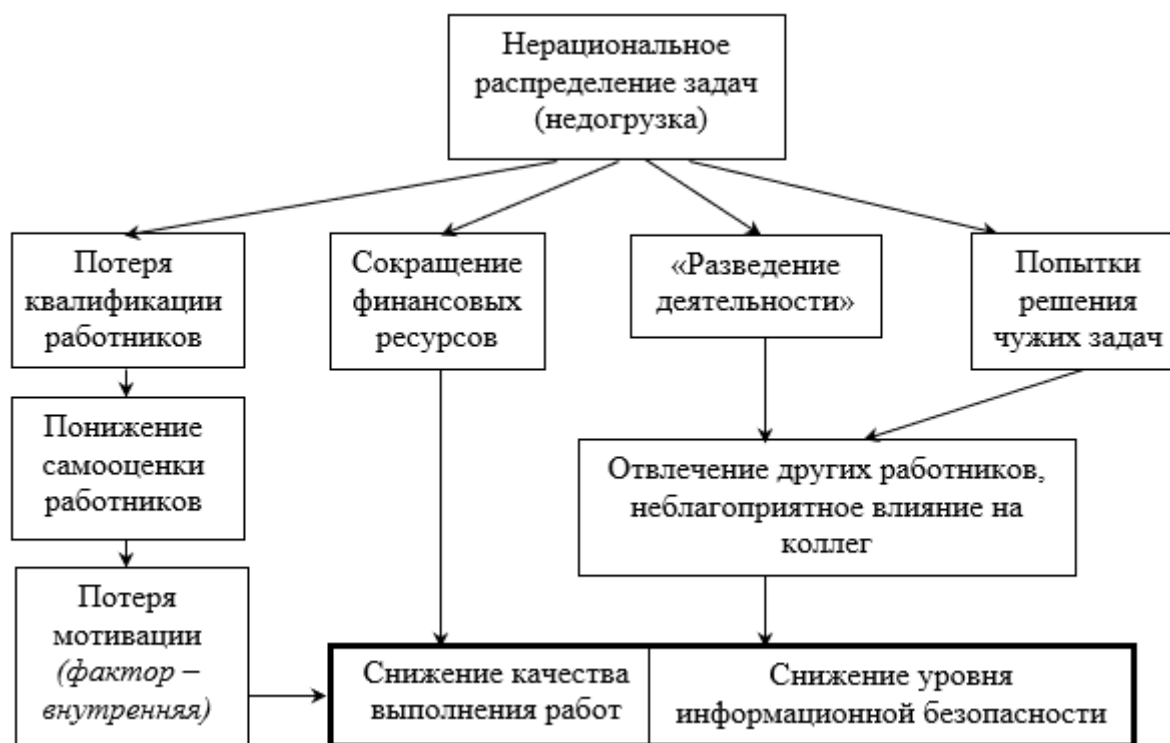 Нерациональное
распределение задач
(недогрузка)
Потеря
квалификации
работников
Сокращение
финансовых
ресурсов
«Разведение
деятельности»
Попытки
решения
чужих задач
Понижение
самооценки
работников
Отвлечение других работников,
неблагоприятное влияние на
коллег
Потеря
мотивации
(фактор –
внутренняя)
Снижение качества
выполнения работ
Снижение уровня
информационной безопасности